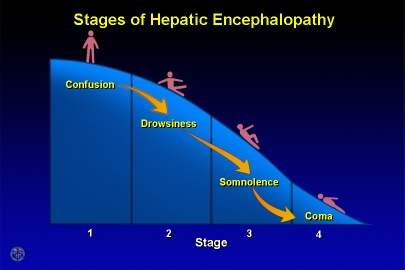 Stages of Hepatic Encephalopathy
Confusion
Drowsiness
Somnolence
Coma
1 2 3 4
Stage